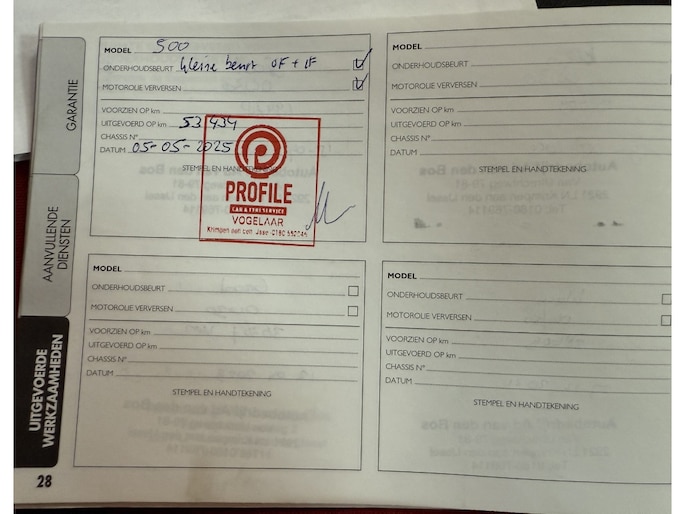 GARANTIE
AANVULLENDE
DIENSTEN
UITGEVOERDE
WERKZAAMHEDEN
MODEL 500
ONDERHOUDSBEURT kleine beurt OF + IF
MOTOROLIE VERVERSEN
VOORZIEN OP km
UITGEVOERD OP km 53434
CHASSIS N°
DATUM 05-05-2025
STEMPEL EN HANDTEKENING
PROFILE
CAR & TYRESERVICE
VOGELAAR
Krimpen aan den IJssel 0180 550045
MODEL
ONDERHOUDSBEURT
MOTOROLIE VERVERSEN
VOORZIEN OP km
UITGEVOERD OP km
CHASSIS N°
DATUM
STEMPEL EN HANDTEKENING
MODEL
ONDERHOUDSBEURT
MOTOROLIE VERVERSEN
VOORZIEN OP km
UITGEVOERD OP km
CHASSIS N°
DATUM
STEMPEL EN HANDTEKENING
MODEL
ONDERHOUDSBEURT
MOTOROLIE VERVERSEN
VOORZIEN OP km
UITGEVOERD OP km
CHASSIS N°
DATUM
STEMPEL EN HANDTEKENING
28